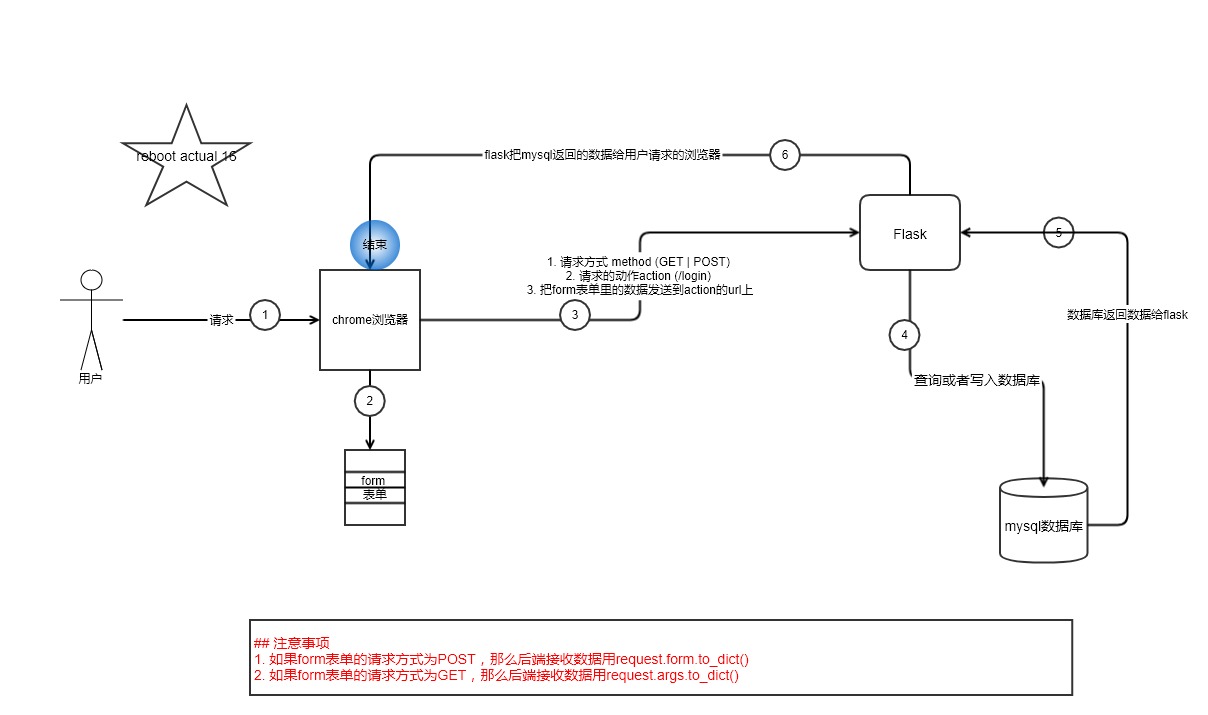 reboot actual 16
flask把mysql返回的数据给用户请求的浏览器
6
结束
Flask
5
1. 请求方式 method (GET | POST)
2. 请求的动作action (/login)
3. 把form表单里的数据发送到action的url上
请求
1
chrome浏览器
3
数据库返回数据给flask
4
用户
查询或者写入数据库
2
form
表单
mysql数据库
## 注意事项
1. 如果form表单的请求方式为POST，那么后端接收数据用request.form.to_dict()
2. 如果form表单的请求方式为GET，那么后端接收数据用request.args.to_dict()